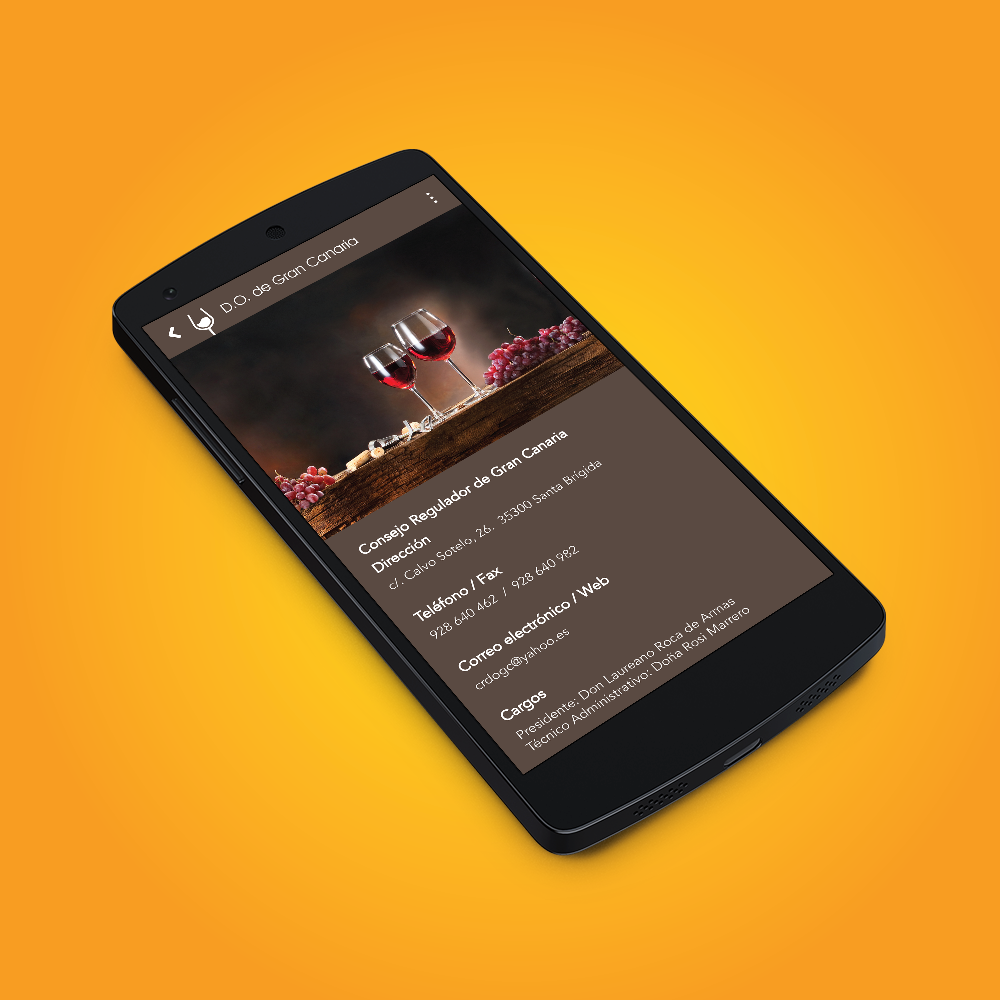 D.O. de Gran Canaria
Consejo Regulador de Gran Canaria
Dirección
c/. Calvo Sotelo, 26. 35300 Santa Brígida
Teléfono / Fax
928 640 462 / 928 640 982
Correo electrónico / Web
crdogc@yahoo.es
Cargos
Presidente: Don Laureano Roca de Armas
Técnico Administrativo: Doña Rosi Marrero